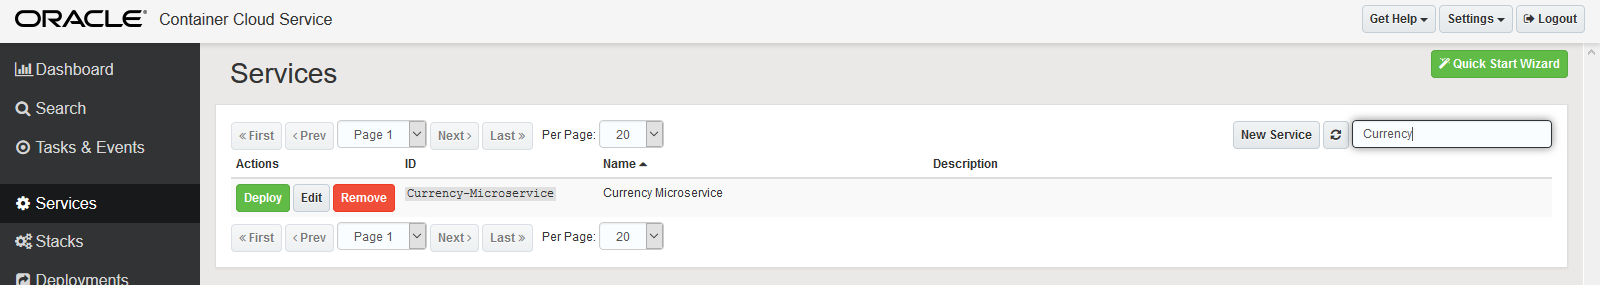 ORACLE® Container Cloud Service
Get Help Settings Logout
Dashboard
Search
Tasks & Events
Services
Stacks
Deployments
Services
Quick Start Wizard
« First ‹ Prev Page 1 Next › Last » Per Page: 20 New Service Currency
Actions ID Name Description
Deploy Edit Remove Currency-Microservice Currency Microservice
« First ‹ Prev Page 1 Next › Last » Per Page: 20